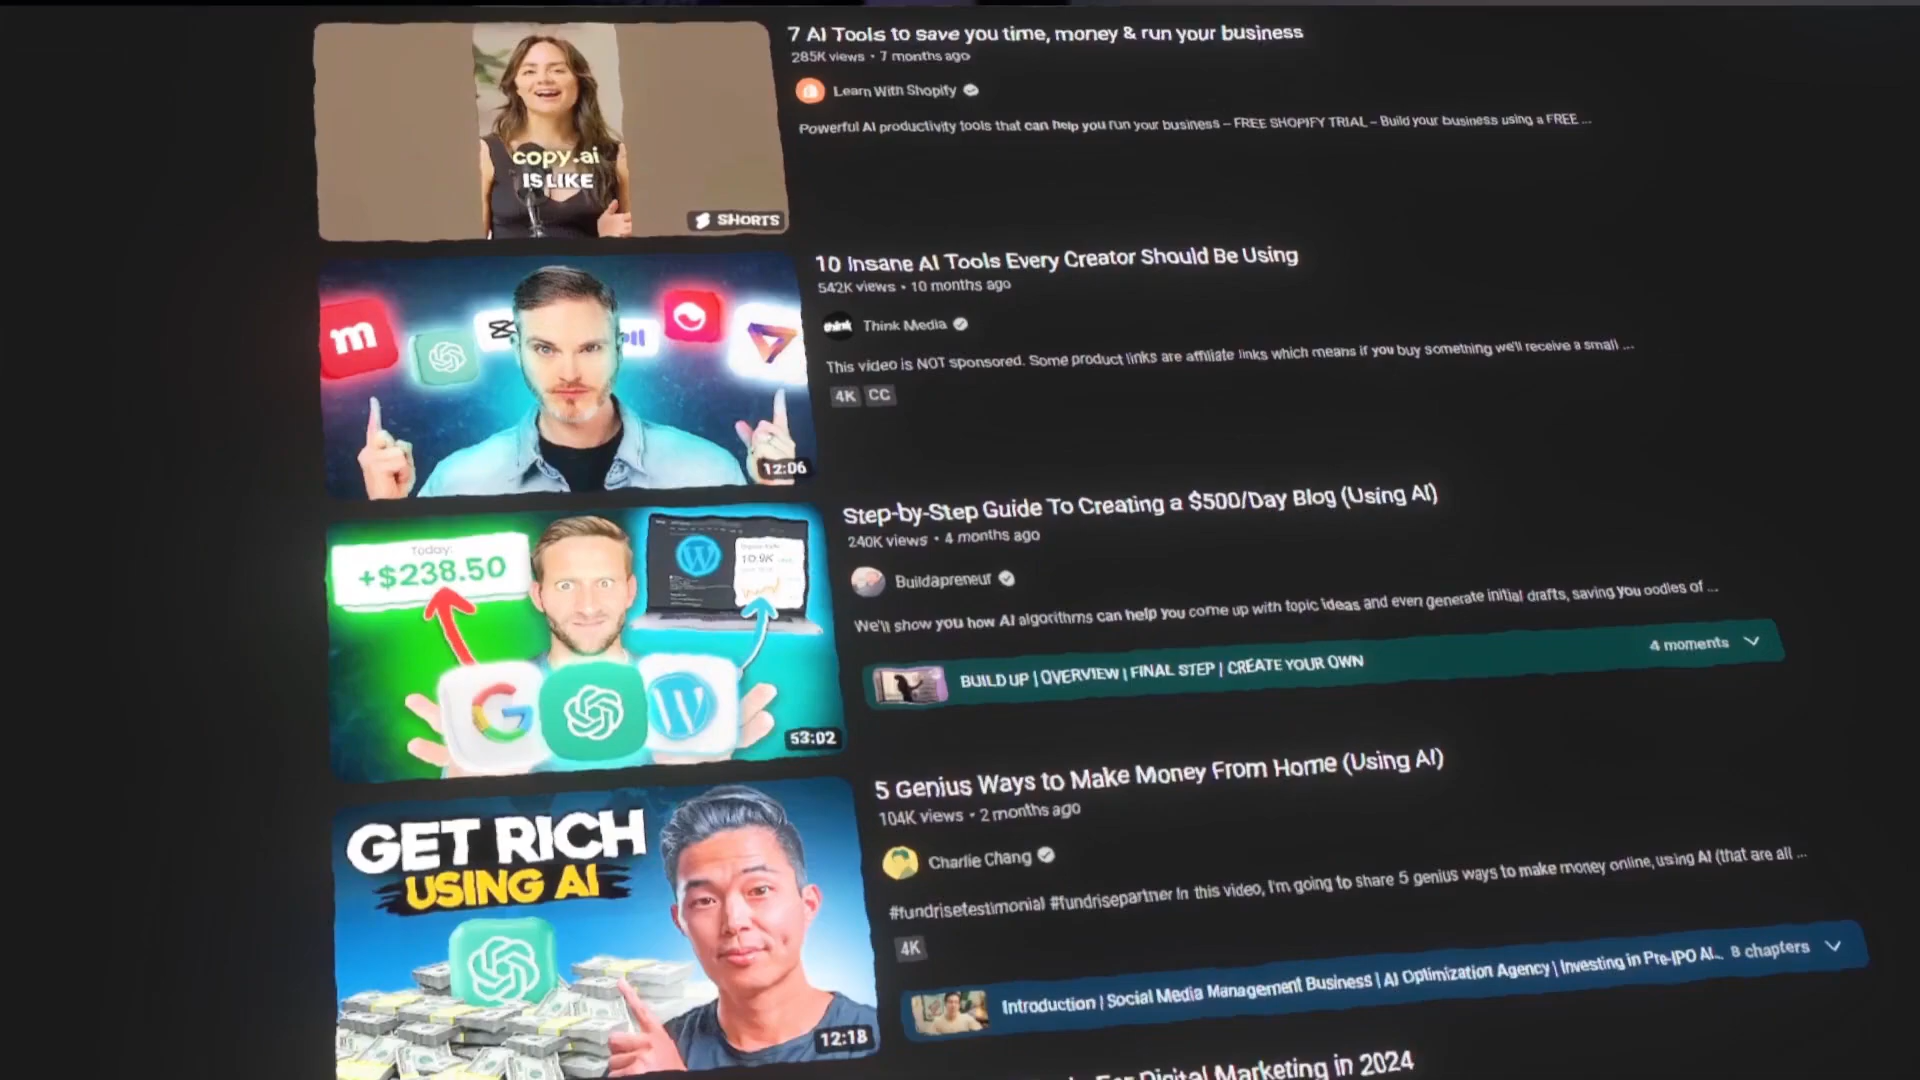 7 AI Tools to save you time, money & run your business
285K views • 7 months ago
Learn With Shopify
Powerful AI productivity tools that can help you run your business – FREE SHOPIFY TRIAL – Build your business using a FREE ...
copy.ai
IS LIKE
SHORTS
10 Insane AI Tools Every Creator Should Be Using
542K views • 10 months ago
think
Think Media
This video is NOT sponsored. Some product links are affiliate links which means if you buy something we'll receive a small ...
4K CC
m
12:06
Step-by-Step Guide To Creating a $500/Day Blog (Using AI)
240K views • 4 months ago
Buildapreneur
We'll show you how AI algorithms can help you come up with topic ideas and even generate initial drafts, saving you oodles of ...
BUILD UP | OVERVIEW | FINAL STEP | CREATE YOUR OWN
4 moments
Today:
+$238.50
10.9K
G
W
53:02
5 Genius Ways to Make Money From Home (Using AI)
104K views • 2 months ago
Charlie Chang
#fundrisetestimonial #fundrisepartner In this video, I'm going to share 5 genius ways to make money online, using AI (that are all ...
4K
Introduction | Social Media Management Business | AI Optimization Agency | Investing in Pre-IPO AI... 8 chapters
GET RICH
USING AI
12:18
For Digital Marketing in 2024